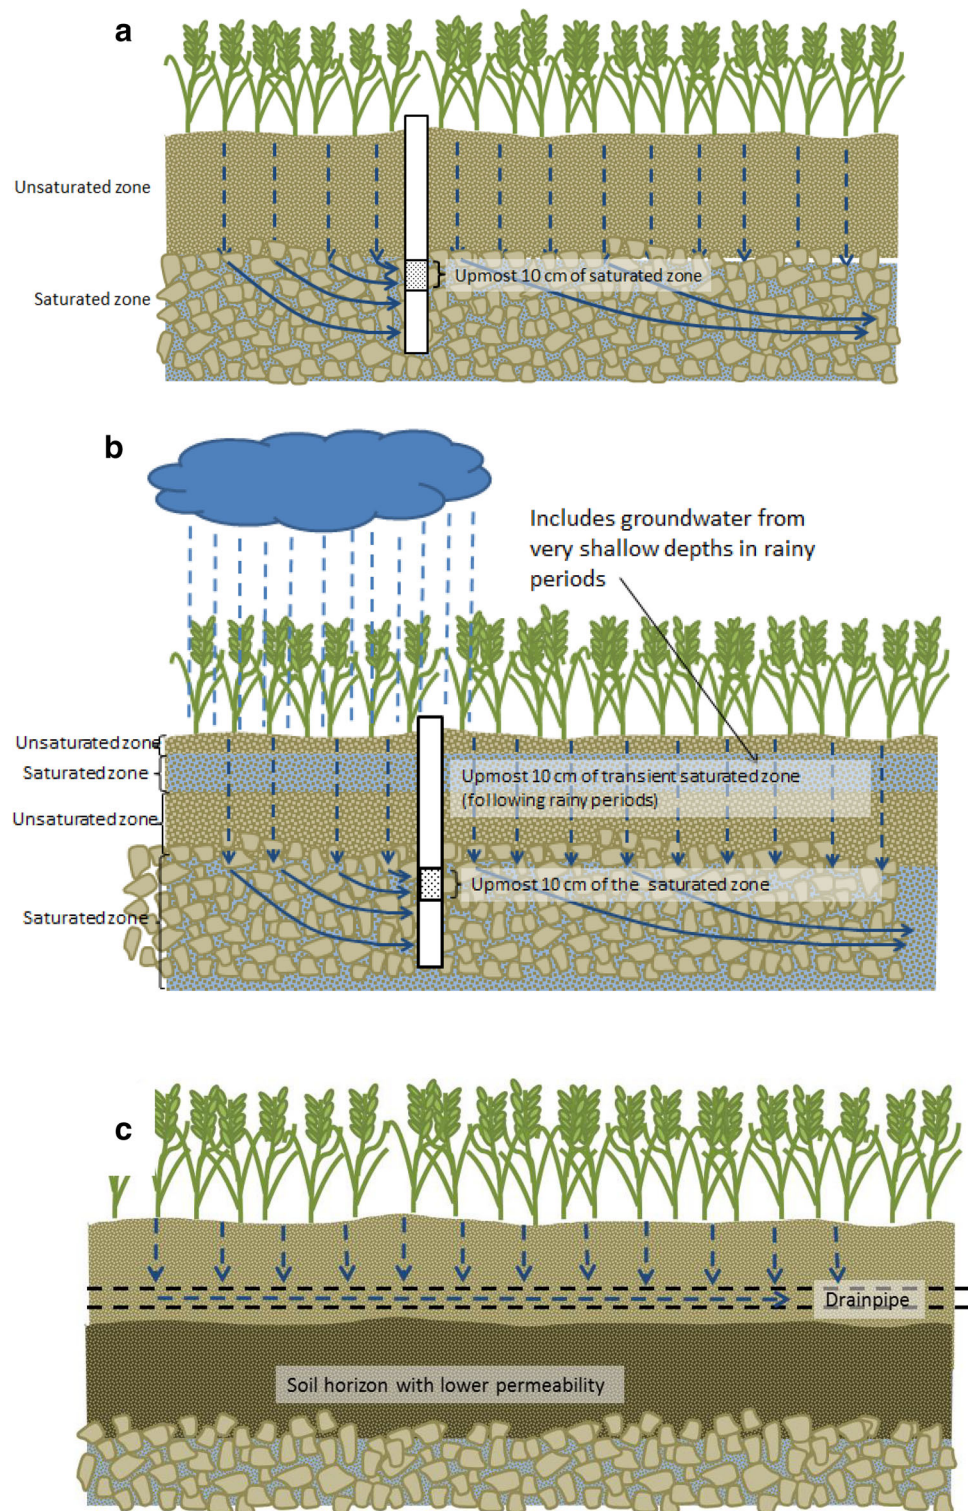 a
Unsaturated zone
Upmost 10 cm of saturated zone
Saturated zone
b
Includes groundwater from
very shallow depths in rainy
periods
Unsaturated zone
Saturated zone
Upmost 10 cm of transient saturated zone
(following rainy periods)
Unsaturated zone
Upmost 10 cm of the saturated zone
Saturated zone
c
Drainpipe
Soil horizon with lower permeability